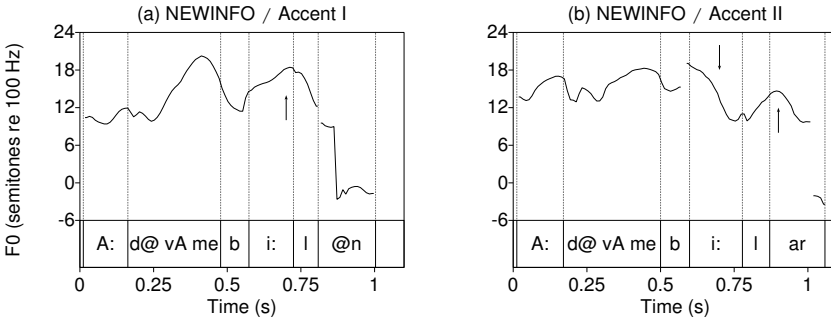 (a) NEWINFO / Accent I
(b) NEWINFO / Accent II
F0 (semitones re 100 Hz)
24
18
12
6
0
-6
A: d@ vA me b i: l @n
0 0.25 0.5 0.75 1
Time (s)
24
18
12
6
0
-6
A: d@ vA me b i: l ar
0 0.25 0.5 0.75 1
Time (s)